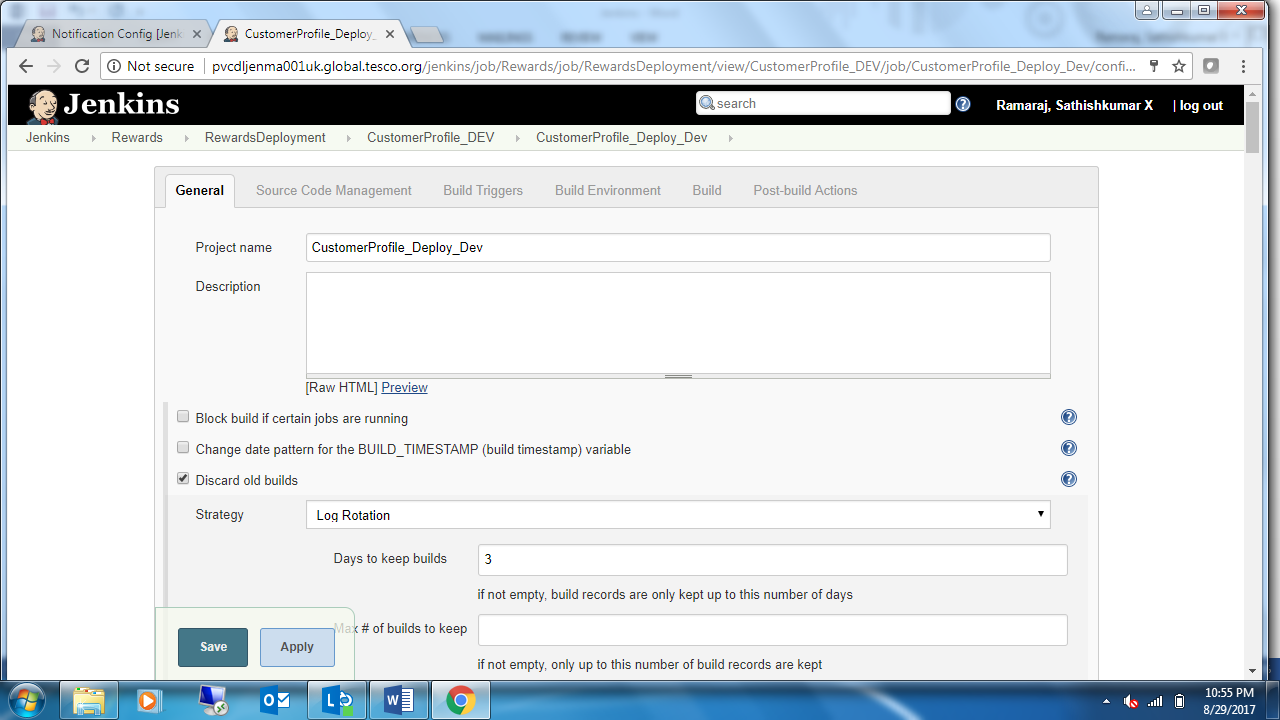 Notification Config [Jenk
CustomerProfile_Deploy_
Not secure
pvcdljenma001uk.global.tesco.org/jenkins/job/Rewards/job/RewardsDeployment/view/CustomerProfile_DEV/job/CustomerProfile_Deploy_Dev/confi...
Jenkins
search
Ramaraj, Sathishkumar X
| log out
Jenkins
Rewards
RewardsDeployment
CustomerProfile_DEV
CustomerProfile_Deploy_Dev
General
Source Code Management
Build Triggers
Build Environment
Build
Post-build Actions
Project name
CustomerProfile_Deploy_Dev
Description
[Raw HTML] Preview
Block build if certain jobs are running
Change date pattern for the BUILD_TIMESTAMP (build timestamp) variable
Discard old builds
Strategy
Log Rotation
Days to keep builds
3
if not empty, build records are only kept up to this number of days
Max # of builds to keep
if not empty, only up to this number of build records are kept
Save
Apply
10:55 PM
8/29/2017